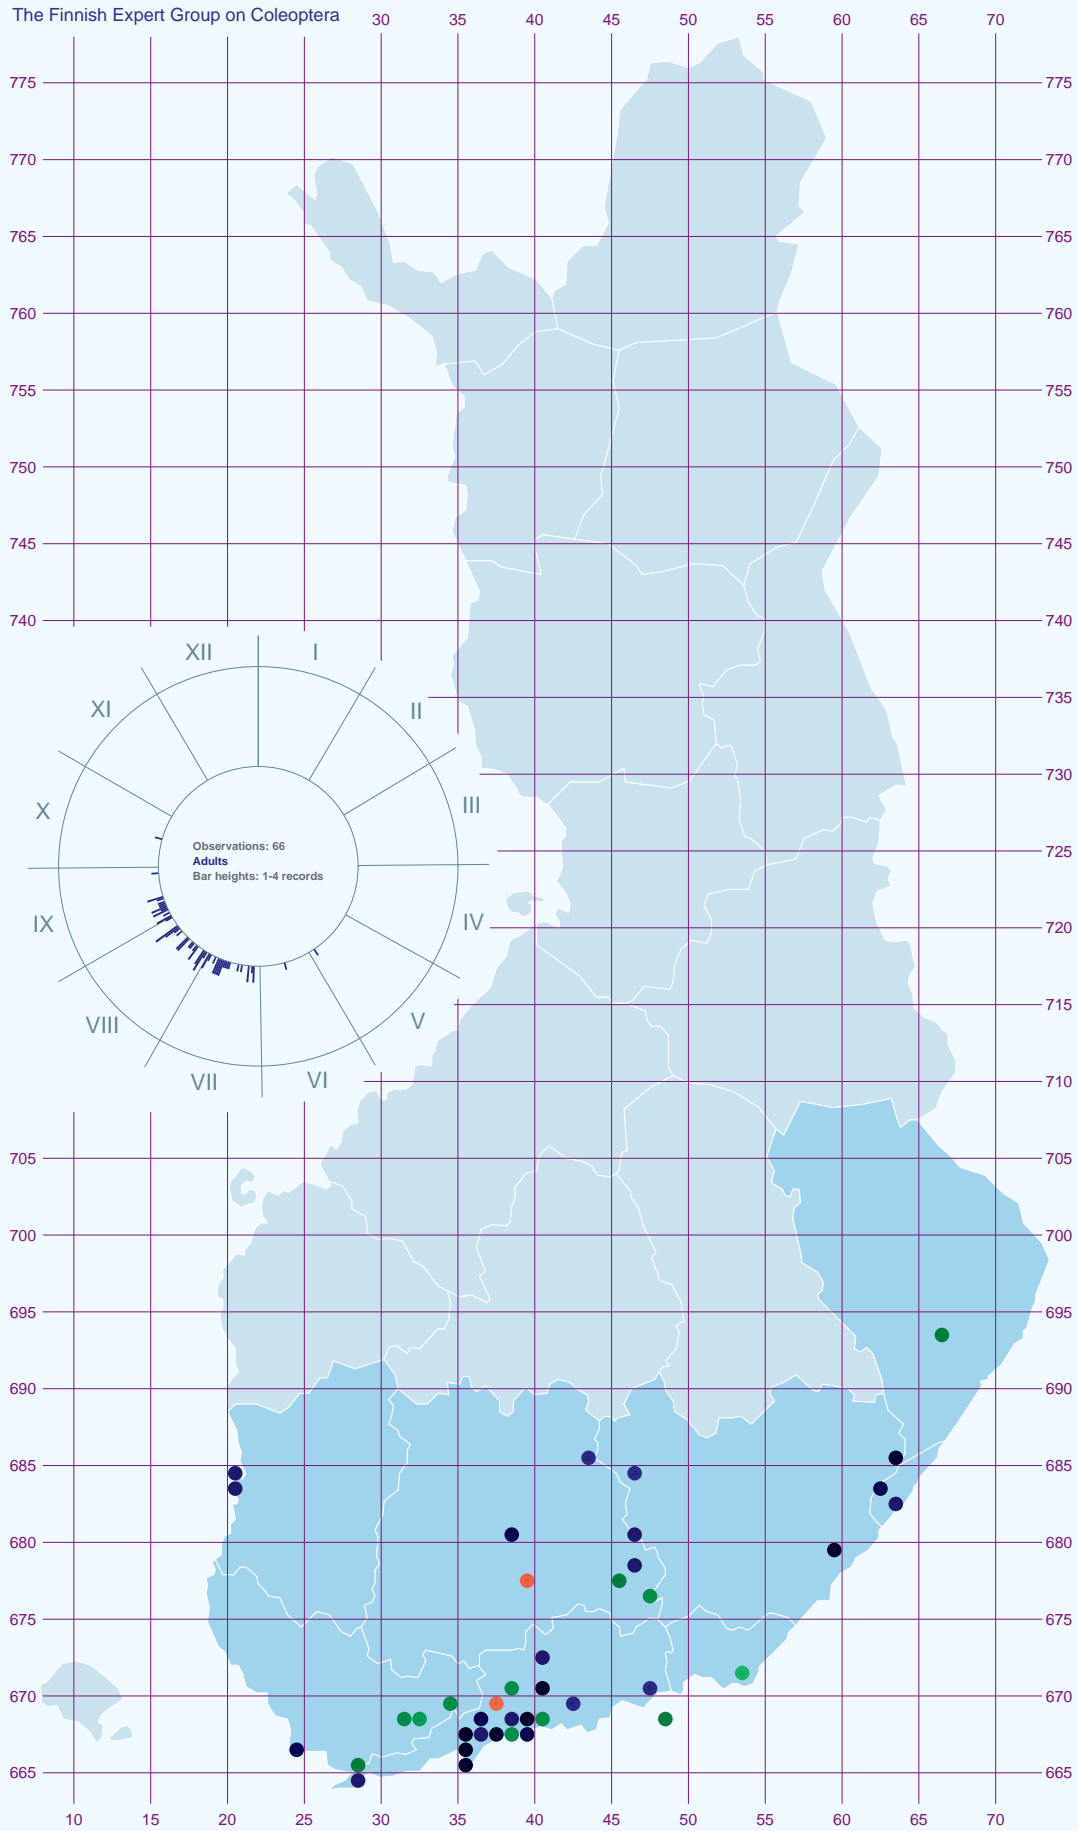 The Finnish Expert Group on Coleoptera
30 35 40 45 50 55 60 65 70
775 775
770 770
765 765
760 760
755 755
750 750
745 745
740 740
735
730
725
720
715
710
705 705
700 700
695 695
690 690
685 685
680 680
675 675
670 670
665 665
10 15 20 25 30 35 40 45 50 55 60 65 70
XII I
XI II
X III
IX IV
VIII V
VII VI
Observations: 66
Adults
Bar heights: 1-4 records